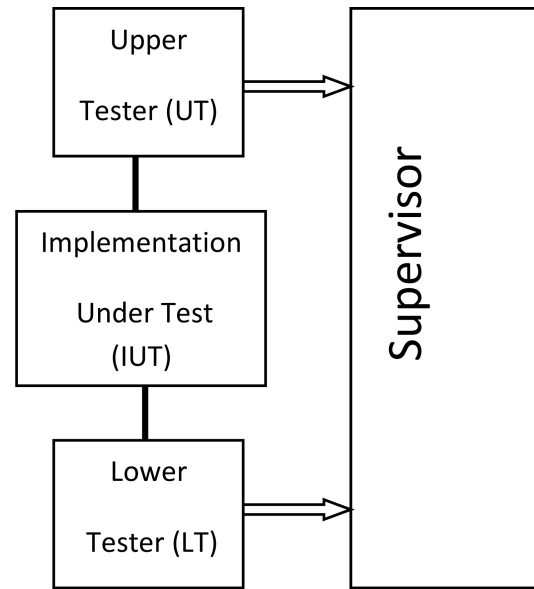 Upper
Tester (UT)
Implementation
Under Test
(IUT)
Lower
Tester (LT)
Supervisor